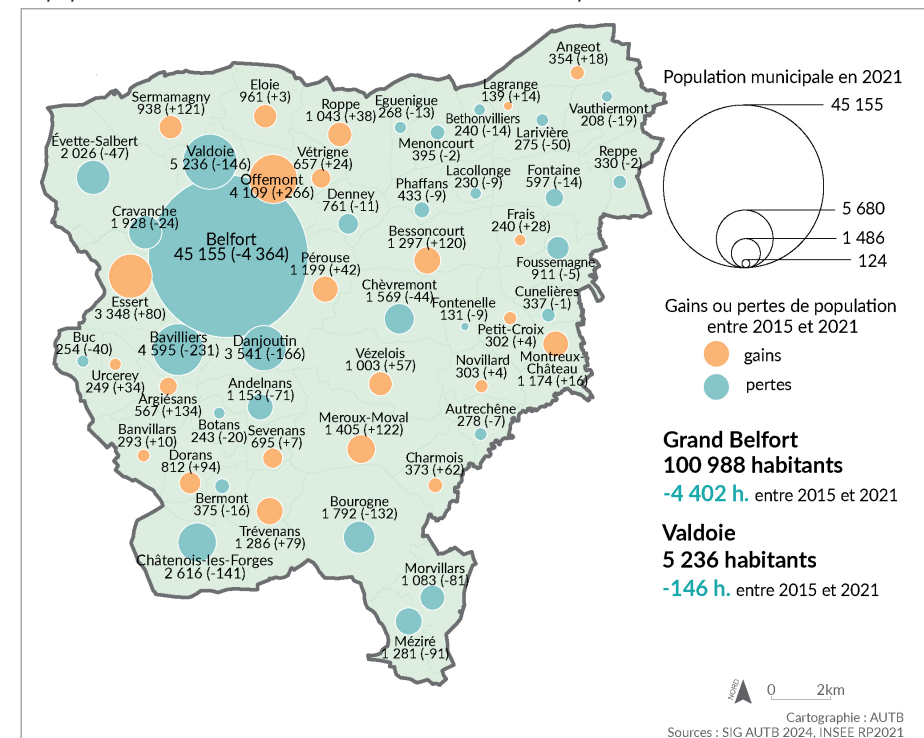 Angeot
354 (+18)
Lagrange
139 (+14)
Eloie
961 (+3)
Sermamagny
938 (+121)
Roppe
1 043 (+38)
Eguenigue
268 (-13)
Bethonvilliers
240 (-14)
Vauthiermont
208 (-19)
Larivière
275 (-50)
Menoncourt
395 (-2)
Évette-Salbert
2 026 (-47)
Valdoie
5 236 (-146)
Vétrigne
657 (+24)
Reppe
330 (-2)
Offemont
4 109 (+266)
Lacollonge
230 (-9)
Fontaine
597 (-14)
Phaffans
433 (-9)
Denney
761 (-11)
Cravanche
1 928 (-24)
Frais
240 (+28)
Belfort
45 155 (-4 364)
Bessoncourt
1 297 (+120)
Pérouse
1 199 (+42)
Foussemagne
911 (-5)
Chèvremont
1 569 (-44)
Cunelières
337 (-1)
Essert
3 348 (+80)
Fontenelle
131 (-9)
Petit-Croix
302 (+4)
Buc
254 (-40)
Bavilliers
4 595 (-231)
Danjoutin
3 541 (-166)
Vézelois
1 003 (+57)
Novillard
303 (+4)
Montreux-
Château
1 174 (+16)
Urcerey
249 (+34)
Argiésans
567 (+134)
Andelnans
1 153 (-71)
Autrechêne
278 (-7)
Meroux-Moval
1 405 (+122)
Botans
243 (-20)
Sevenans
695 (+7)
Banvillars
293 (+10)
Dorans
812 (+94)
Charmois
373 (+62)
Bermont
375 (-16)
Bourogne
1 792 (-132)
Trévenans
1 286 (+79)
Châtenois-les-Forges
2 616 (-141)
Morvillars
1 083 (-81)
Méziré
1 281 (-91)
Population municipale en 2021
45 155
5 680
1 486
124
Gains ou pertes de population
entre 2015 et 2021
gains
pertes
Grand Belfort
100 988 habitants
-4 402 h. entre 2015 et 2021
Valdoie
5 236 habitants
-146 h. entre 2015 et 2021
NORD
0 2km
Cartographie : AUTB
Sources : SIG AUTB 2024, INSEE RP2021